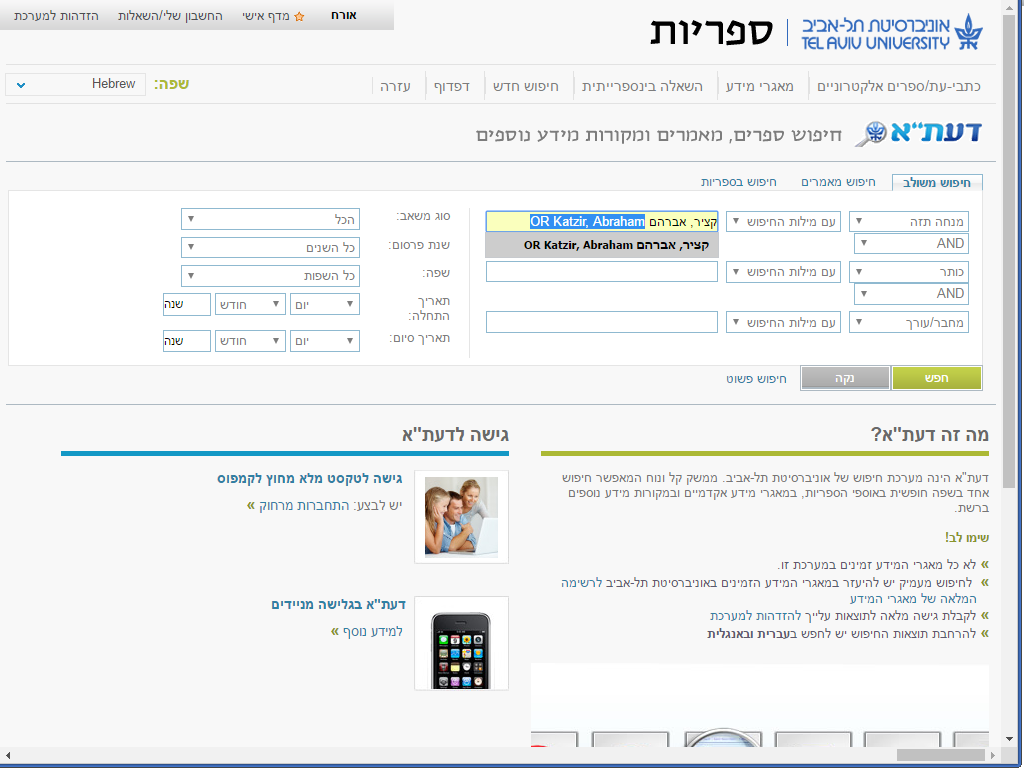 אוניברסיטת תל-אביב
TEL AVIV UNIVERSITY
ספריות
אורח
מדף אישי
החשבון שלי/השאלות
הזדהות למערכת
כתבי-עת/ספרים אלקטרוניים
מאגרי מידע
השאלה בינספרייתית
חיפוש חדש
דפדוף
עזרה
שפה:
Hebrew
דעת"א
חיפוש ספרים, מאמרים ומקורות מידע נוספים
חיפוש משולב
חיפוש מאמרים
חיפוש בספריות
מנחה תזה
עם מילות החיפוש
קציר, אברהם OR Katzir, Abraham
קציר, אברהם OR Katzir, Abraham
AND
כותר
עם מילות החיפוש
AND
מחבר/עורך
עם מילות החיפוש
סוג משאב:
הכל
שנת פרסום:
כל השנים
שפה:
כל השפות
תאריך
התחלה:
יום
חודש
שנה
תאריך סיום:
יום
חודש
שנה
חפש
נקה
חיפוש פשוט
מה זה דעת"א?
דעת"א הינה מערכת חיפוש של אוניברסיטת תל-אביב. ממשק קל ונוח המאפשר חיפוש
אחד בשפה חופשית באוספי הספריות, במאגרי מידע אקדמיים ובמקורות מידע נוספים
ברשת.
שימו לב!
» לא כל מאגרי המידע זמינים במערכת זו.
» לחיפוש מעמיק יש להיעזר במאגרי המידע הזמינים באוניברסיטת תל-אביב לרשימה
המלאה של מאגרי המידע
» לקבלת גישה מלאה לתוצאות עלייך להזדהות למערכת
» להרחבת תוצאות החיפוש יש לחפש בעברית ובאנגלית
גישה לדעת"א
גישה לטקסט מלא מחוץ לקמפוס
יש לבצע: התחברות מרחוק »
דעת"א בגלישה מניידים
למידע נוסף »